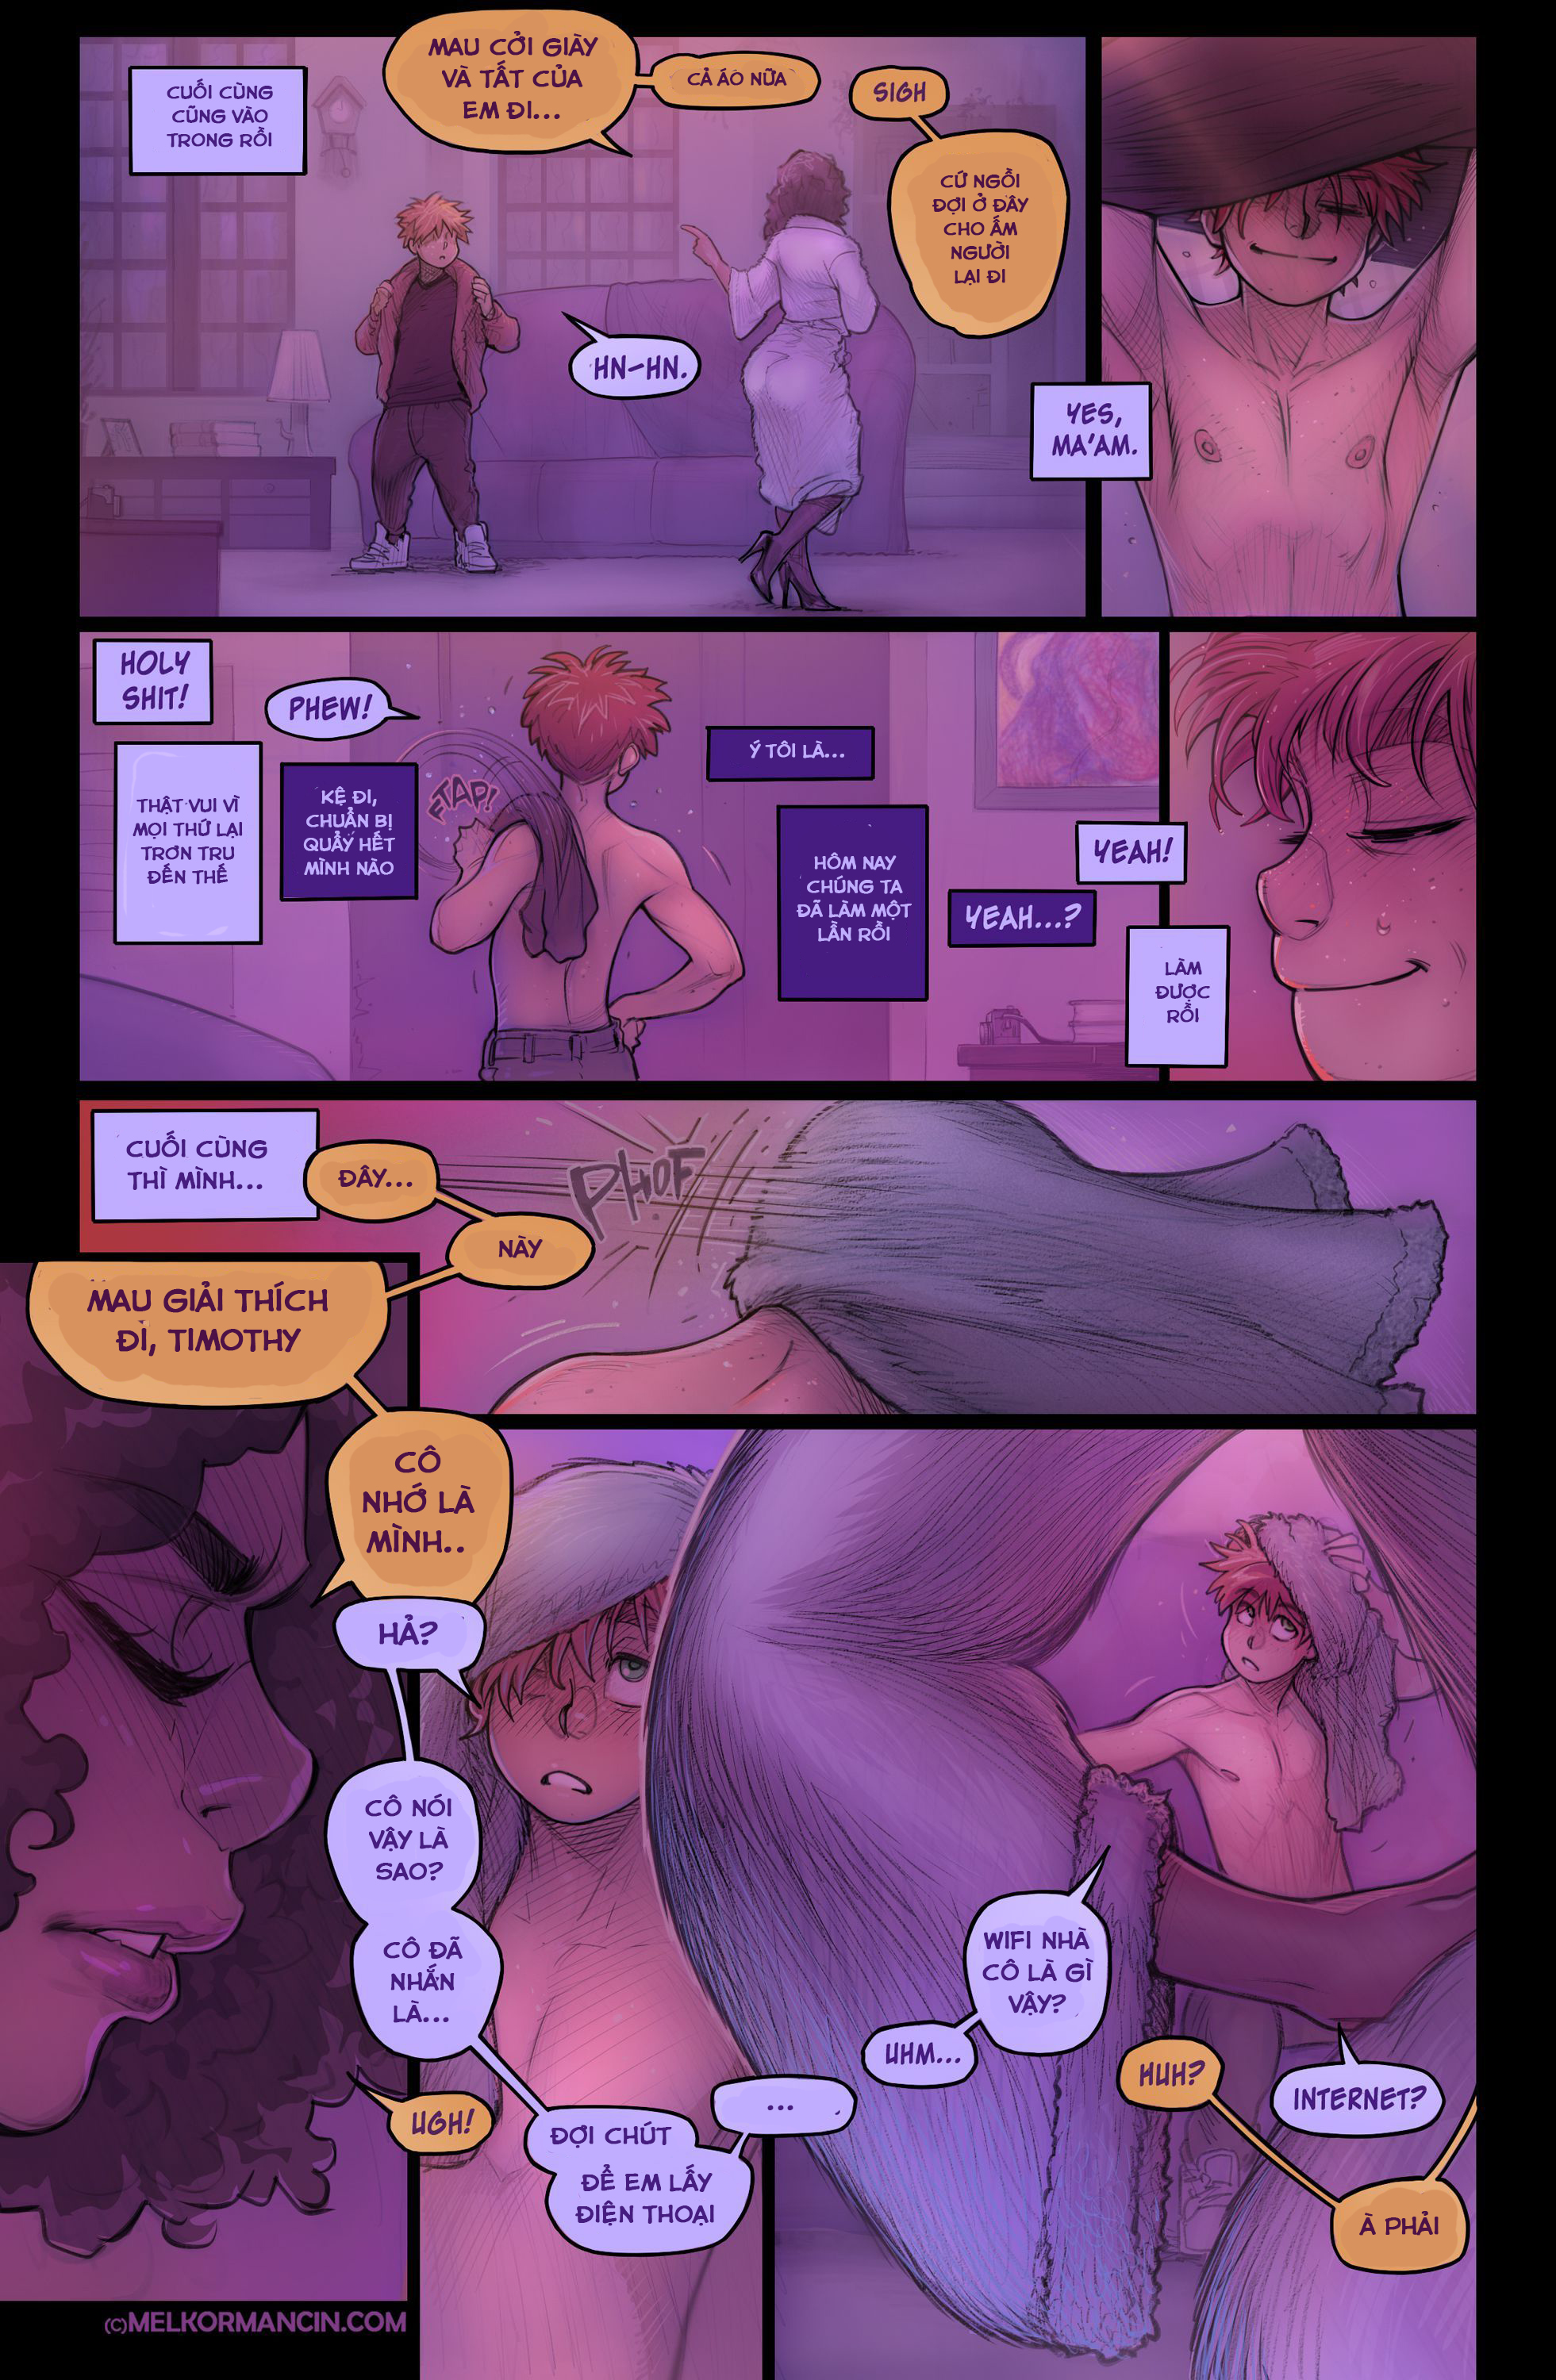 CUỐI CÙNG
CŨNG VÀO
TRONG RỒI
MAU CỞI GIÀY
VÀ TẤT CỦA
EM ĐI...
CẢ ÁO NỮA
SIGH
CỨ NGỒI
ĐỢI Ở ĐÂY
CHO ẤM
NGƯỜI
LẠI ĐI
HN-HN.
YES,
MA'AM.
HOLY
SHIT!
PHEW!
THẬT VUI VÌ
MỌI THỨ LẠI
TRƠN TRU
ĐẾN THẾ
KỆ ĐI,
CHUẨN BỊ
QUẨY HẾT
MÌNH NÀO
FTAP!
Ý TÔI LÀ...
HÔM NAY
CHÚNG TA
ĐÃ LÀM MỘT
LẦN RỒI
YEAH...?
YEAH!
LÀM
ĐƯỢC
RỒI
CUỐI CÙNG
THÌ MÌNH...
ĐÂY...
NÀY
PHOF
MAU GIẢI THÍCH
ĐI, TIMOTHY
CÔ
NHỚ LÀ
MÌNH..
HẢ?
CÔ NÓI
VẬY LÀ
SAO?
CÔ ĐÃ
NHẮN
LÀ...
UGH!
ĐỢI CHÚT
ĐỂ EM LẤY
ĐIỆN THOẠI
...
UHM...
WIFI NHÀ
CÔ LÀ GÌ
VẬY?
HUH?
INTERNET?
À PHẢI
(C)MELKORMANCIN.COM